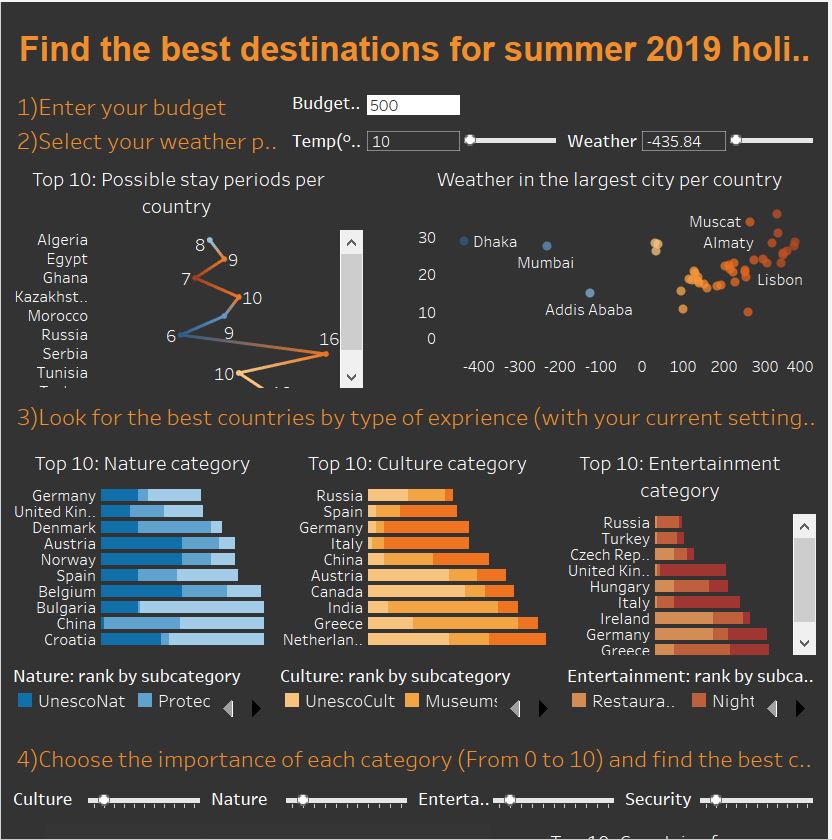 Find the best destinations for summer 2019 holi..
1)Enter your budget
Budget.. 500
2)Select your weather p..
Temp(º.. 10
Weather -435.84
Top 10: Possible stay periods per
country
Algeria 8
Egypt 9
Ghana 7
Kazakhst.. 10
Morocco 9
Russia 6
Serbia 16
Tunisia 10
Weather in the largest city per country
30
20
10
0
Dhaka
Mumbai
Addis Ababa
Muscat
Almaty
Lisbon
-400 -300 -200 -100 0 100 200 300 400
3)Look for the best countries by type of exprience (with your current setting..
Top 10: Nature category
Germany
United Kin..
Denmark
Austria
Norway
Spain
Belgium
Bulgaria
China
Croatia
Nature: rank by subcategory
UnescoNat
Protec
Top 10: Culture category
Russia
Spain
Germany
Italy
China
Austria
Canada
India
Greece
Netherlan..
Culture: rank by subcategory
UnescoCult
Museums
Top 10: Entertainment
category
Russia
Turkey
Czech Rep..
United Kin..
Hungary
Italy
Ireland
Germany
Greece
Entertainment: rank by subca..
Restaura..
Night
4)Choose the importance of each category (From 0 to 10) and find the best c..
Culture
Nature
Enterta..
Security